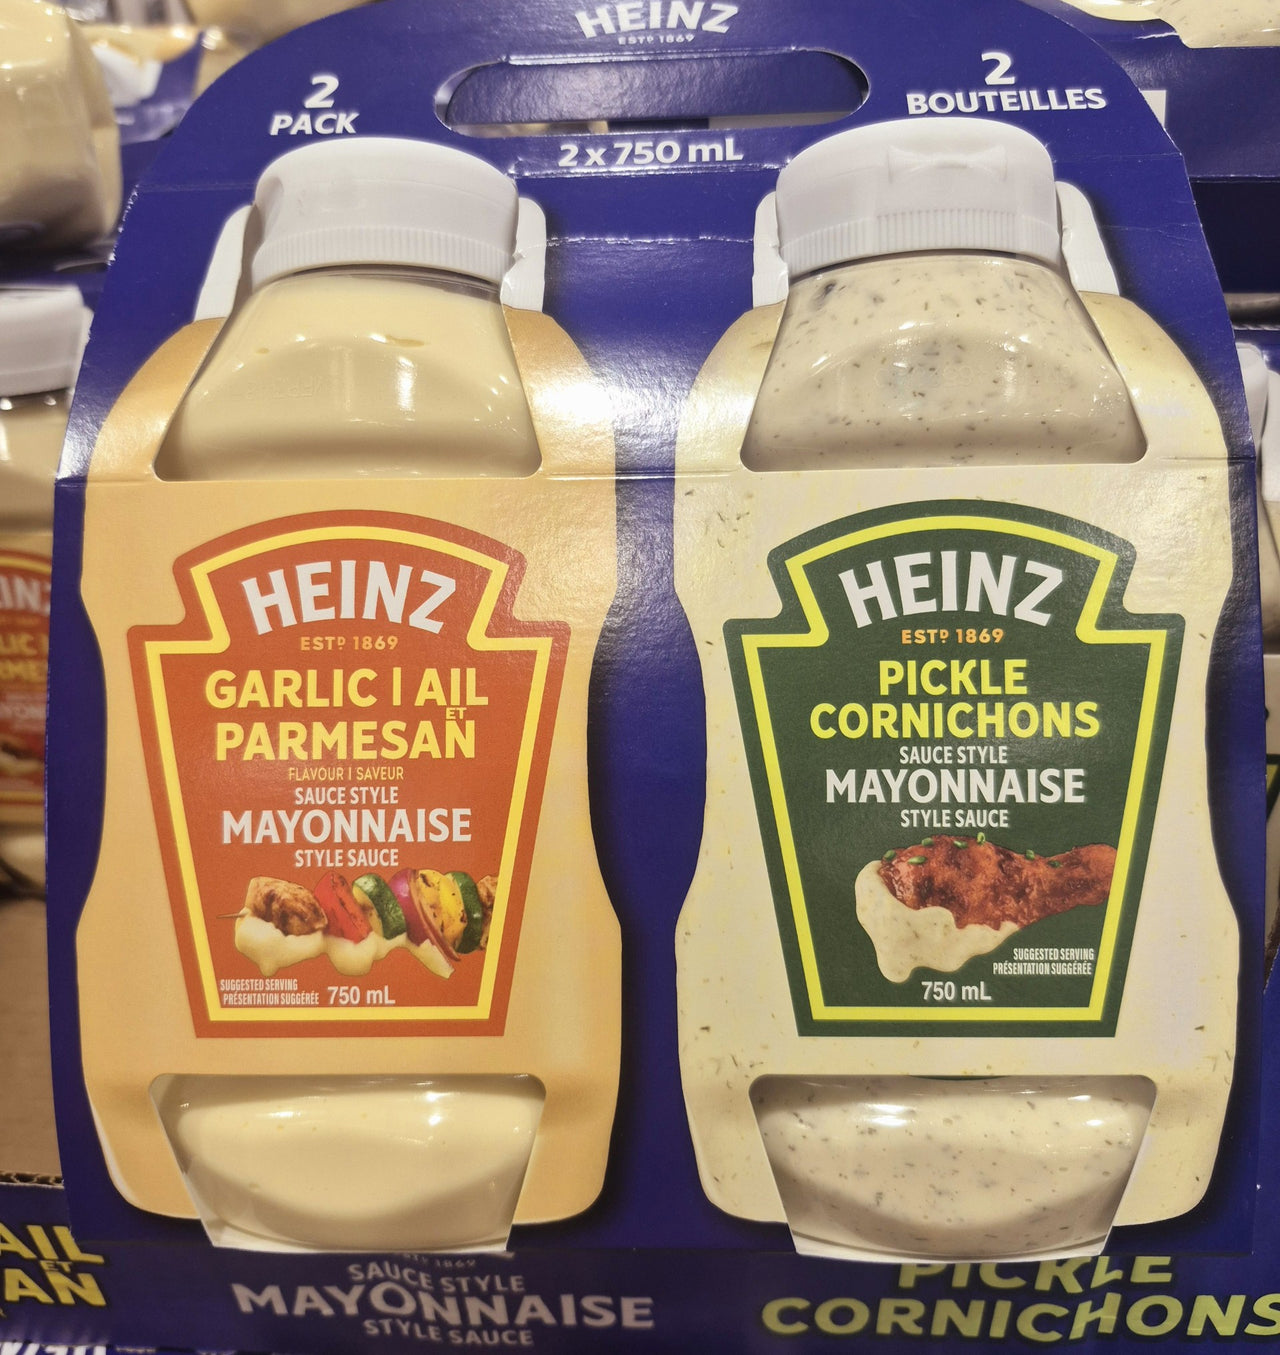 HEINZ
ESTD 1869
2
PACK
2 x 750 mL
2
BOUTEILLES
HEINZ
ESTD 1869
GARLIC | AIL
ET
PARMESAN
FLAVOUR | SAVEUR
SAUCE STYLE
MAYONNAISE
STYLE SAUCE
SUGGESTED SERVING
PRÉSENTATION SUGGÉRÉE
750 mL
HEINZ
ESTD 1869
PICKLE
CORNICHONS
SAUCE STYLE
MAYONNAISE
STYLE SAUCE
SUGGESTED SERVING
PRÉSENTATION SUGGÉRÉE
750 mL
AIL
ET
AN
SAUCE STYLE
MAYONNAISE
STYLE SAUCE
PICKLE
CORNICHONS